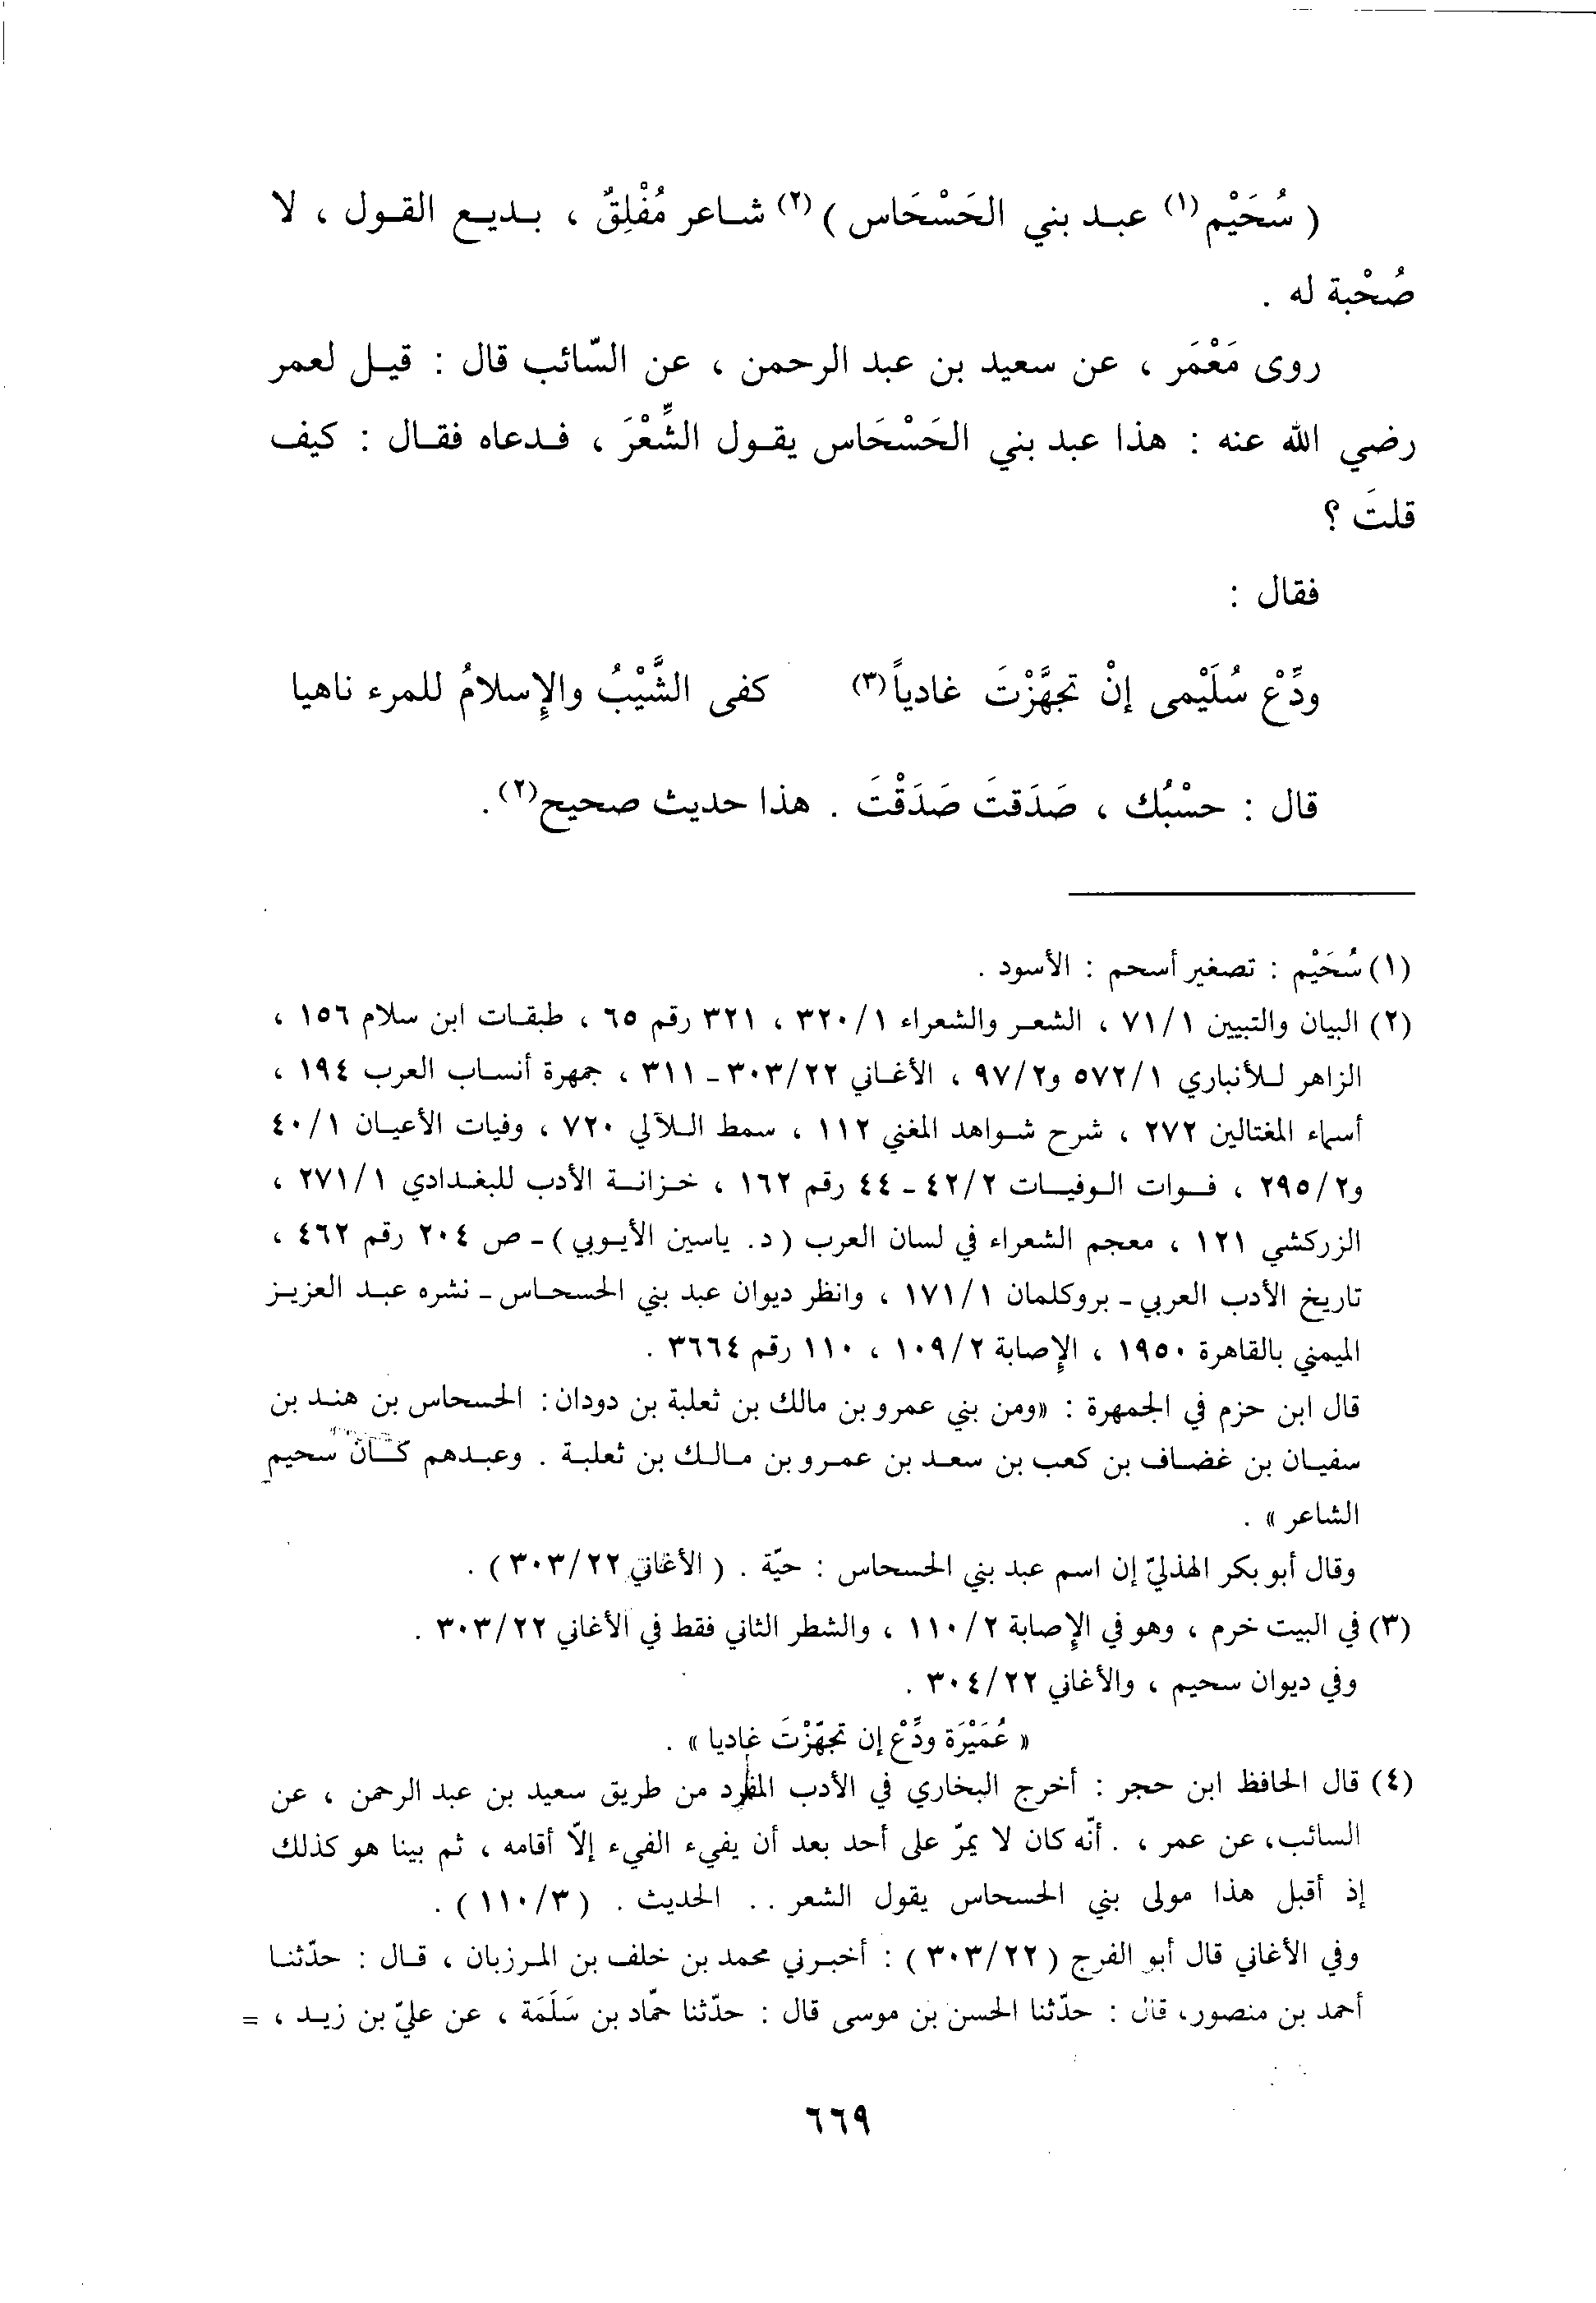 ( سُحَيْم(١) عبد بني الحَسْحَاس )(٢) شاعر مُفْلِقٌ ، بديع القول ، لا
صُحْبة له .
روى مَعْمَر ، عن سعيد بن عبد الرحمن ، عن السّائب قال : قيل لعمر
رضي الله عنه : هذا عبد بني الحَسْحَاس يقول الشِّعْرَ ، فدعاه فقال : كيف
قلتَ ؟
فقال :
ودِّعْ سُلَيْمى إنْ تجهَّزْتَ غادياً(٣) كفى الشَّيْبُ والإِسلامُ للمرء ناهيا
قال : حسْبُك ، صَدَقتَ صَدَقْتَ . هذا حديث صحيح(٢).
(١) سُحَيْم : تصغير أسحم : الأسود .
(٢) البيان والتبيين ٧١/١ ، الشعر والشعراء ٣٢٠/١ ، ٣٢١ رقم ٦٥ ، طبقات ابن سلام ١٥٦ ،
الزاهر للأنباري ٥٧٢/١ و٩٧/٢ ، الأغاني ٣٠٣/٢٢ - ٣١١ ، جمهرة أنساب العرب ١٩٤ ،
أسماء المغتالين ٢٧٢ ، شرح شواهد المغني ١١٢ ، سمط اللآلي ٧٢٠ ، وفيات الأعيان ٤٠/١
و٢٩٥/٢ ، فوات الوفيات ٤٢/٢ - ٤٤ رقم ١٦٢ ، خزانة الأدب للبغدادي ٢٧١/١ ،
الزركشي ١٢١ ، معجم الشعراء في لسان العرب ( د. ياسين الأيوبي ) - ص ٢٠٤ رقم ٤٦٢ ،
تاريخ الأدب العربي - بروكلمان ١٧١/١ ، وانظر ديوان عبد بني الحسحاس - نشره عبد العزيز
الميمني بالقاهرة ١٩٥٠ ، الإصابة ١٠٩/٢ ، ١١٠ رقم ٣٦٦٤ .
قال ابن حزم في الجمهرة : «ومن بني عمرو بن مالك بن ثعلبة بن دودان : الحسحاس بن هند بن
سفيان بن غضاف بن كعب بن سعد بن عمرو بن مالك بن ثعلبة . وعبدهم كان سحيم
الشاعر » .
وقال أبو بكر الهذليّ إن اسم عبد بني الحسحاس : حيّة . ( الأغاني ٣٠٣/٢٢ ) .
(٣) في البيت خرم ، وهو في الإصابة ١١٠/٢ ، والشطر الثاني فقط في الأغاني ٣٠٣/٢٢ .
وفي ديوان سحيم ، والأغاني ٣٠٤/٢٢ .
« عُمَيْرَة ودِّعْ إن تجهّزْتَ غاديا » .
(٤) قال الحافظ ابن حجر : أخرج البخاري في الأدب المفرد من طريق سعيد بن عبد الرحمن ، عن
السائب، عن عمر ، . أنّه كان لا يمرّ على أحد بعد أن يفيء الفيء إلاّ أقامه ، ثم بينا هو كذلك
إذ أقبل هذا مولى بني الحسحاس يقول الشعر . . الحديث . ( ١١٠/٣ ) .
وفي الأغاني قال أبو الفرج ( ٣٠٣/٢٢ ) : أخبرني محمد بن خلف بن المرزبان ، قال : حدّثنا
أحمد بن منصور، قال : حدّثنا الحسن بن موسى قال : حدّثنا حمّاد بن سَلَمَة ، عن عليّ بن زيد ، =
٦٦٩